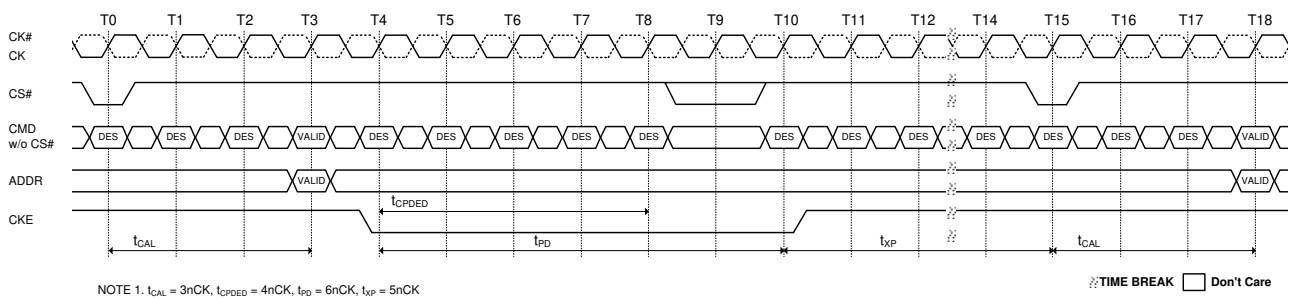 T0 T1 T2 T3 T4 T5 T6 T7 T8 T9 T10 T11 T12 T14 T15 T16 T17 T18
CK#
CK
CS#
CMD
w/o CS#
DES DES DES VALID DES DES DES DES DES DES DES DES DES DES DES DES VALID
ADDR
VALID VALID
CKE
tCPDED
tCAL tPD tXP tCAL
NOTE 1. tCAL = 3nCK, tCPDED = 4nCK, tPD = 6nCK, tXP = 5nCK
TIME BREAK Don't Care